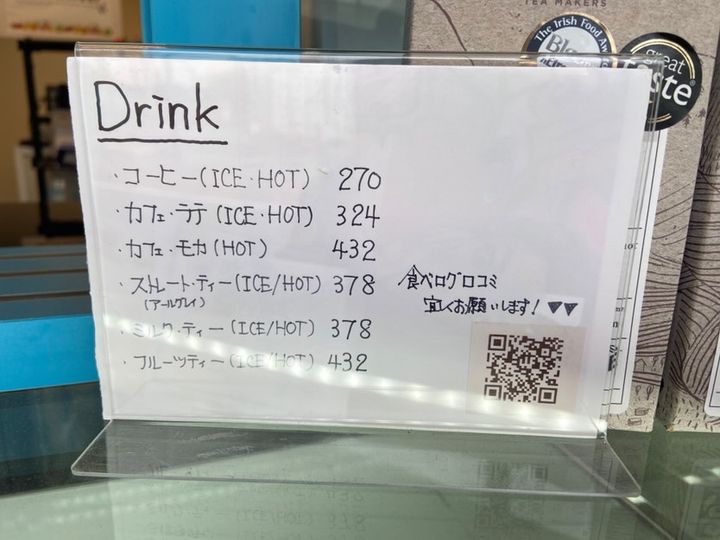 TEA MAKERS
The Irish Food Awards
great
taste
Drink
・コーヒー(ICE・HOT) 270
・カフェ・ラテ(ICE・HOT) 324
・カフェ・モカ(HOT) 432
・ストレート・ティー(ICE/HOT) 378
(アールグレイ)
・ミルク・ティー(ICE/HOT) 378
・フルーツティー(ICE/HOT) 432
食べログ口コミ
宜しくお願いします!